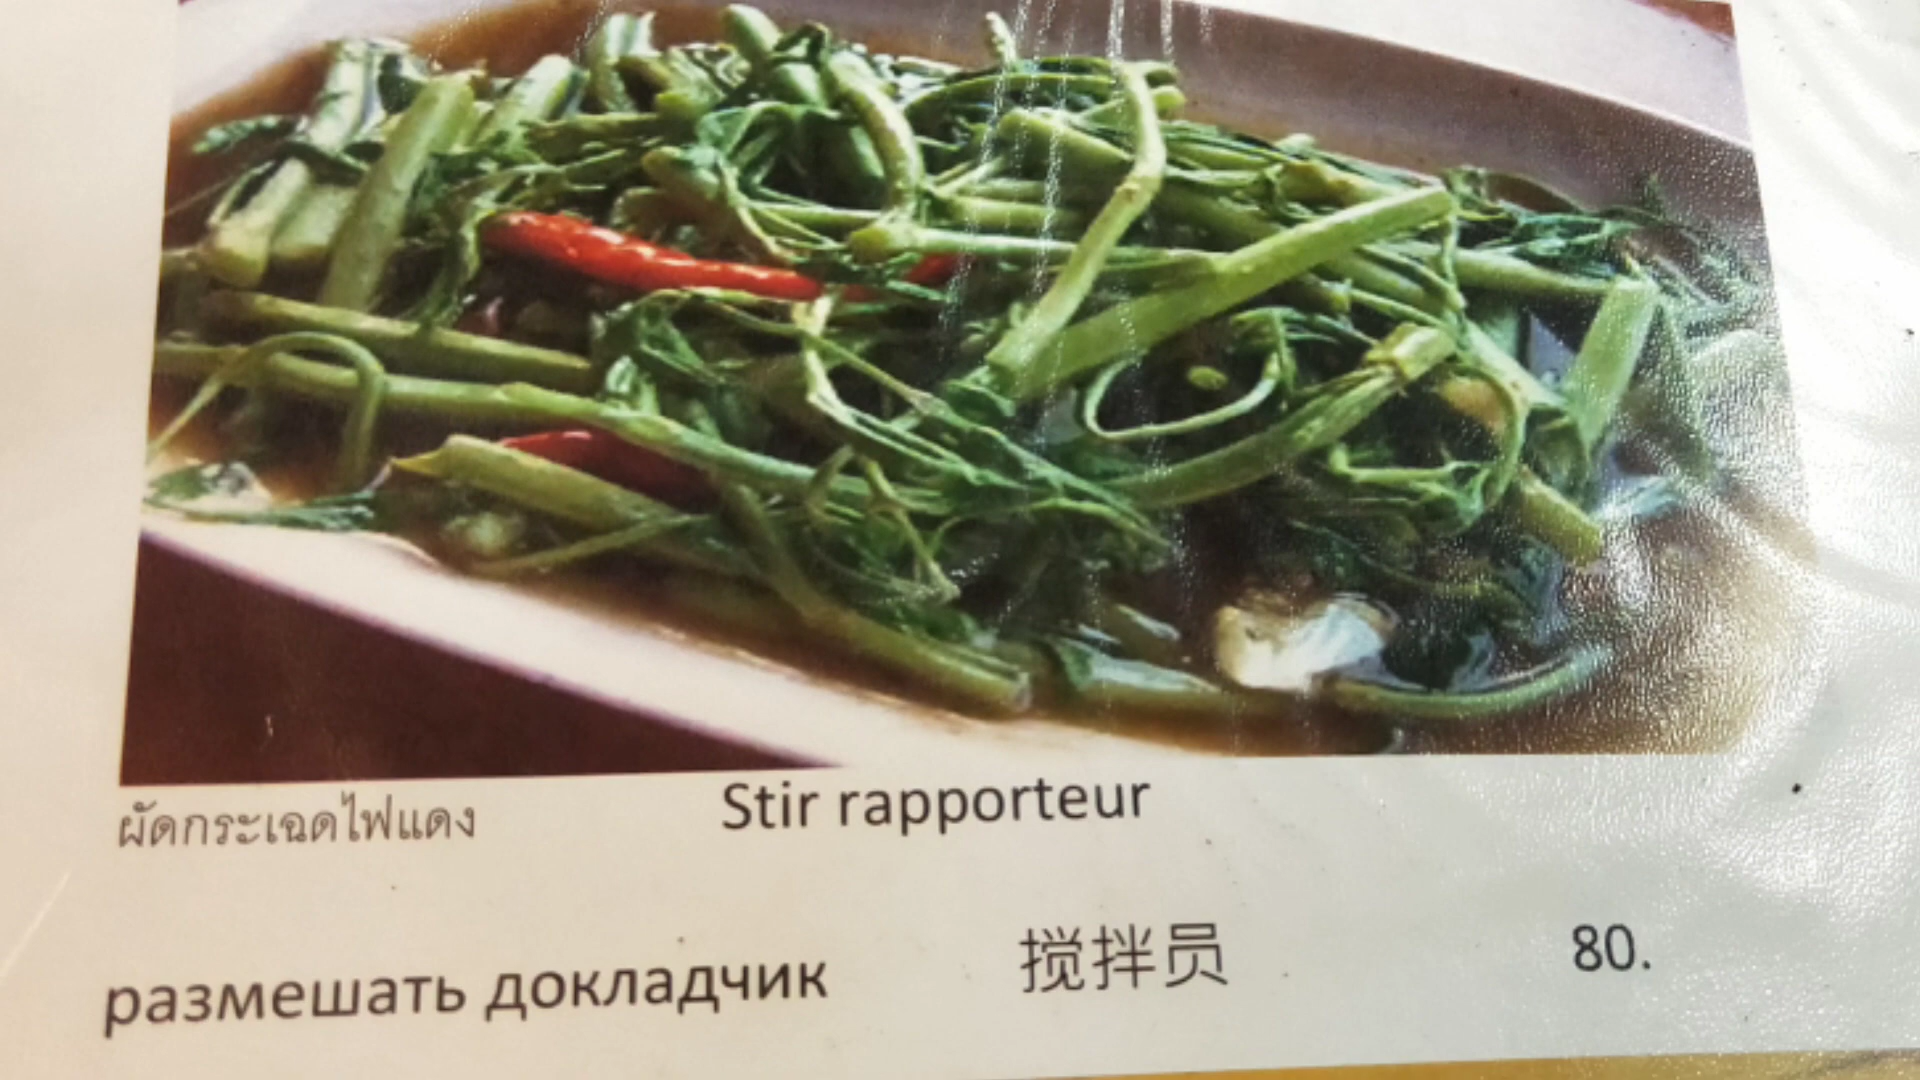 ผัดกระเฉดไฟแดง
Stir rapporteur
размешать докладчик
搅拌员
80.